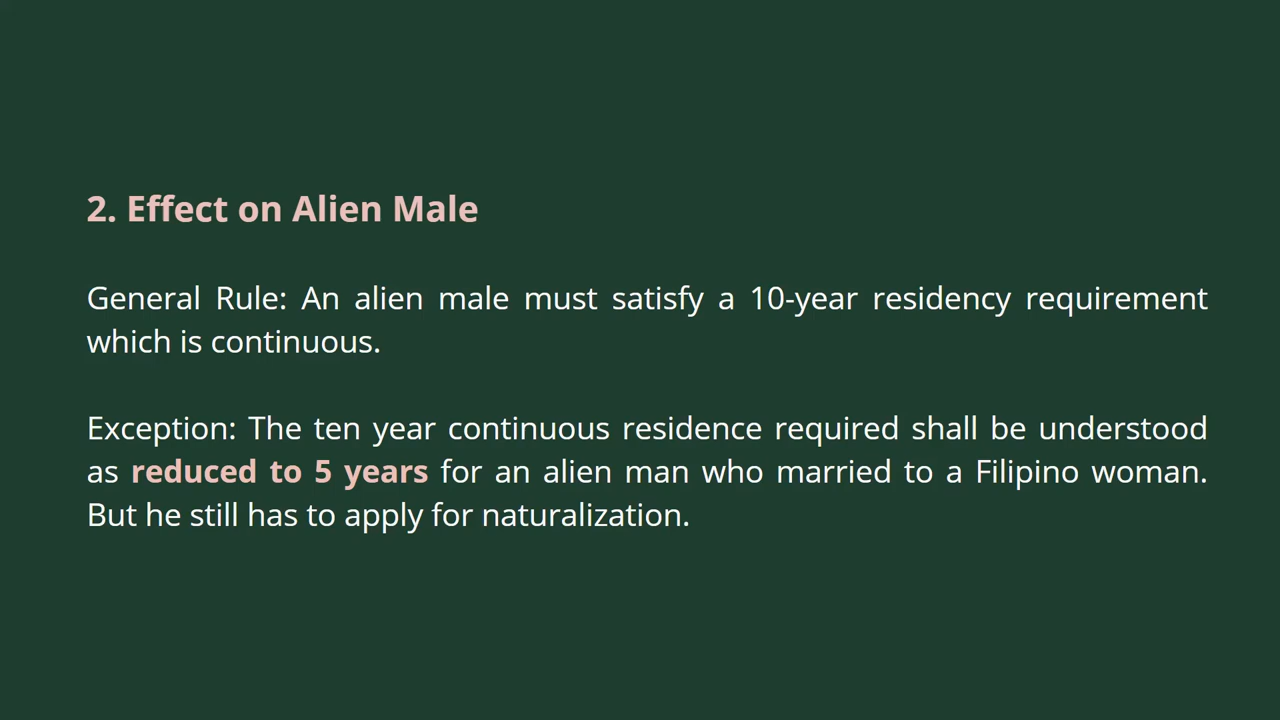 2. Effect on Alien Male
General Rule: An alien male must satisfy a 10-year residency requirement
which is continuous.
Exception: The ten year continuous residence required shall be understood
as reduced to 5 years for an alien man who married to a Filipino woman.
But he still has to apply for naturalization.